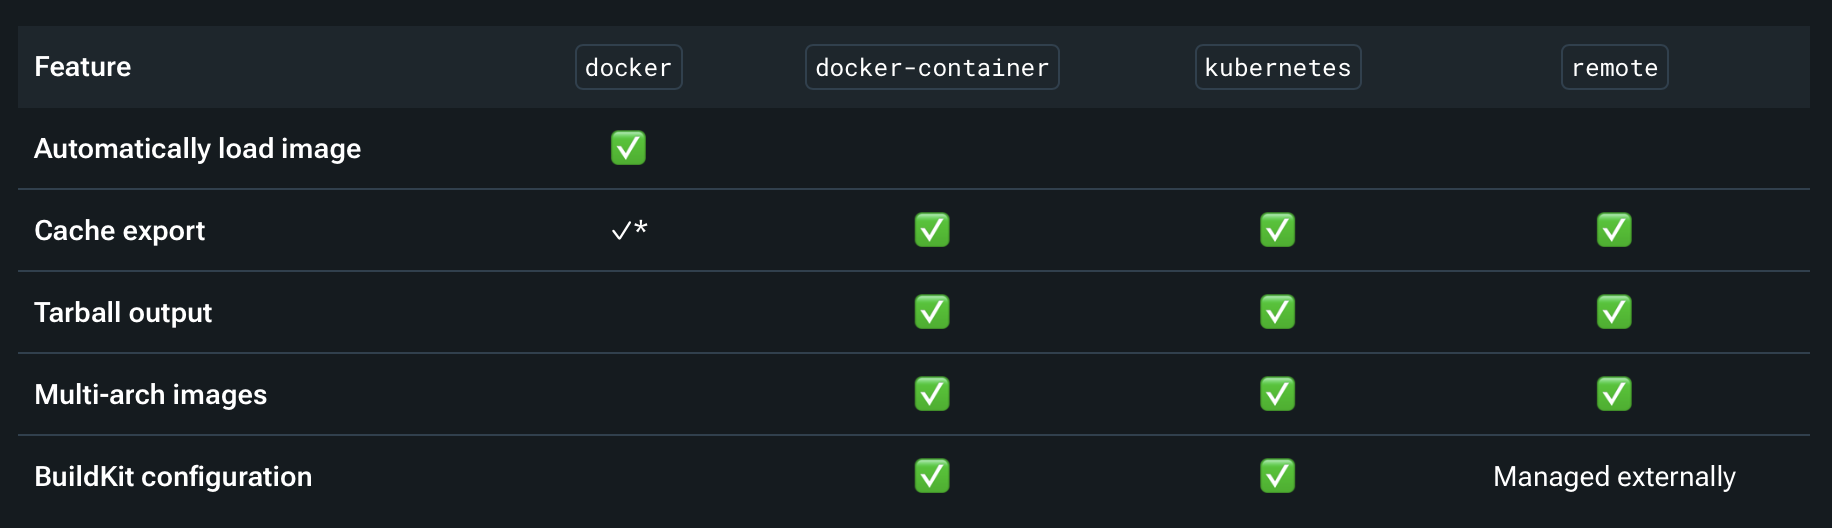 Feature docker docker-container kubernetes remote
Automatically load image ✅
Cache export ✓* ✅ ✅ ✅
Tarball output ✅ ✅ ✅
Multi-arch images ✅ ✅ ✅
BuildKit configuration ✅ ✅ Managed externally